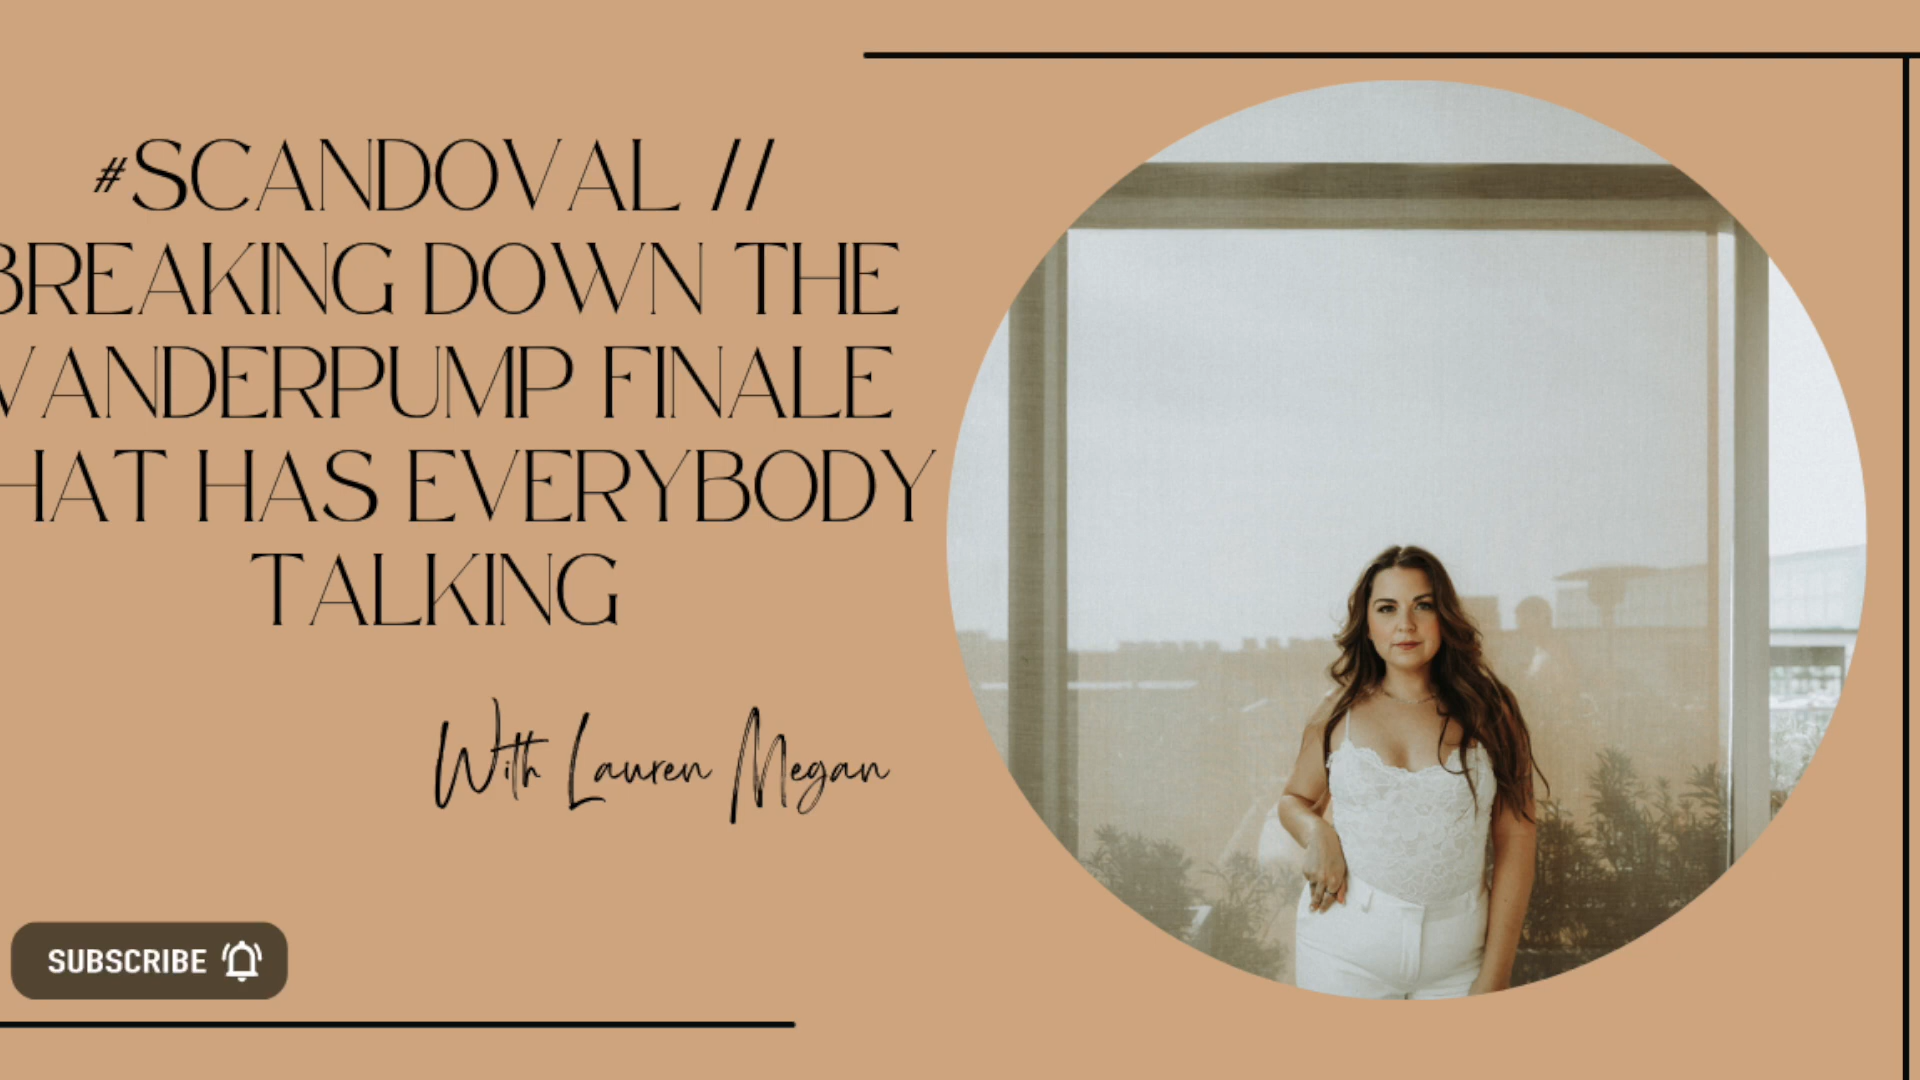 #SCANDOVAL //
BREAKING DOWN THE
VANDERPUMP FINALE
HAT HAS EVERYBODY
TALKING
With Lauren Megan
SUBSCRIBE